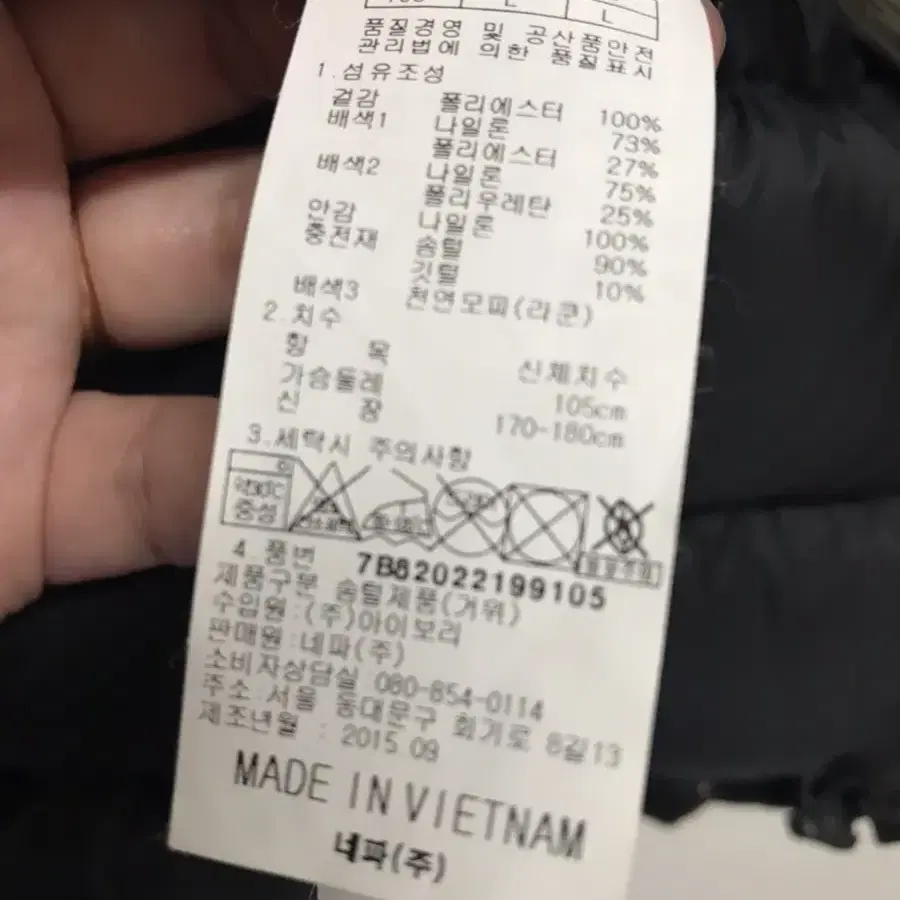 L
L
품질경영 및 공산품안전
관리법에 의한 품질표시
1.섬유조성
겉감 폴리에스터 100%
배색1 나일론 73%
폴리에스터 27%
배색2 나일론 75%
폴리우레탄 25%
안감 나일론 100%
충전재 솜털 90%
깃털 10%
배색3 천연모피(라쿤)
2.치수
항 목 신체치수
가슴둘레 105cm
신 장 170-180cm
3.세탁시 주의사항
약30℃
중성
4.품번 7B82022199105
제품구분 솜털제품(거위)
수입원:(주)아이보리
판매원:네파(주)
소비자상담실 080-854-0114
주소:서울 동대문구 회기로 8길13
제조년월 : 2015 09
MADE IN VIETNAM
네파(주)